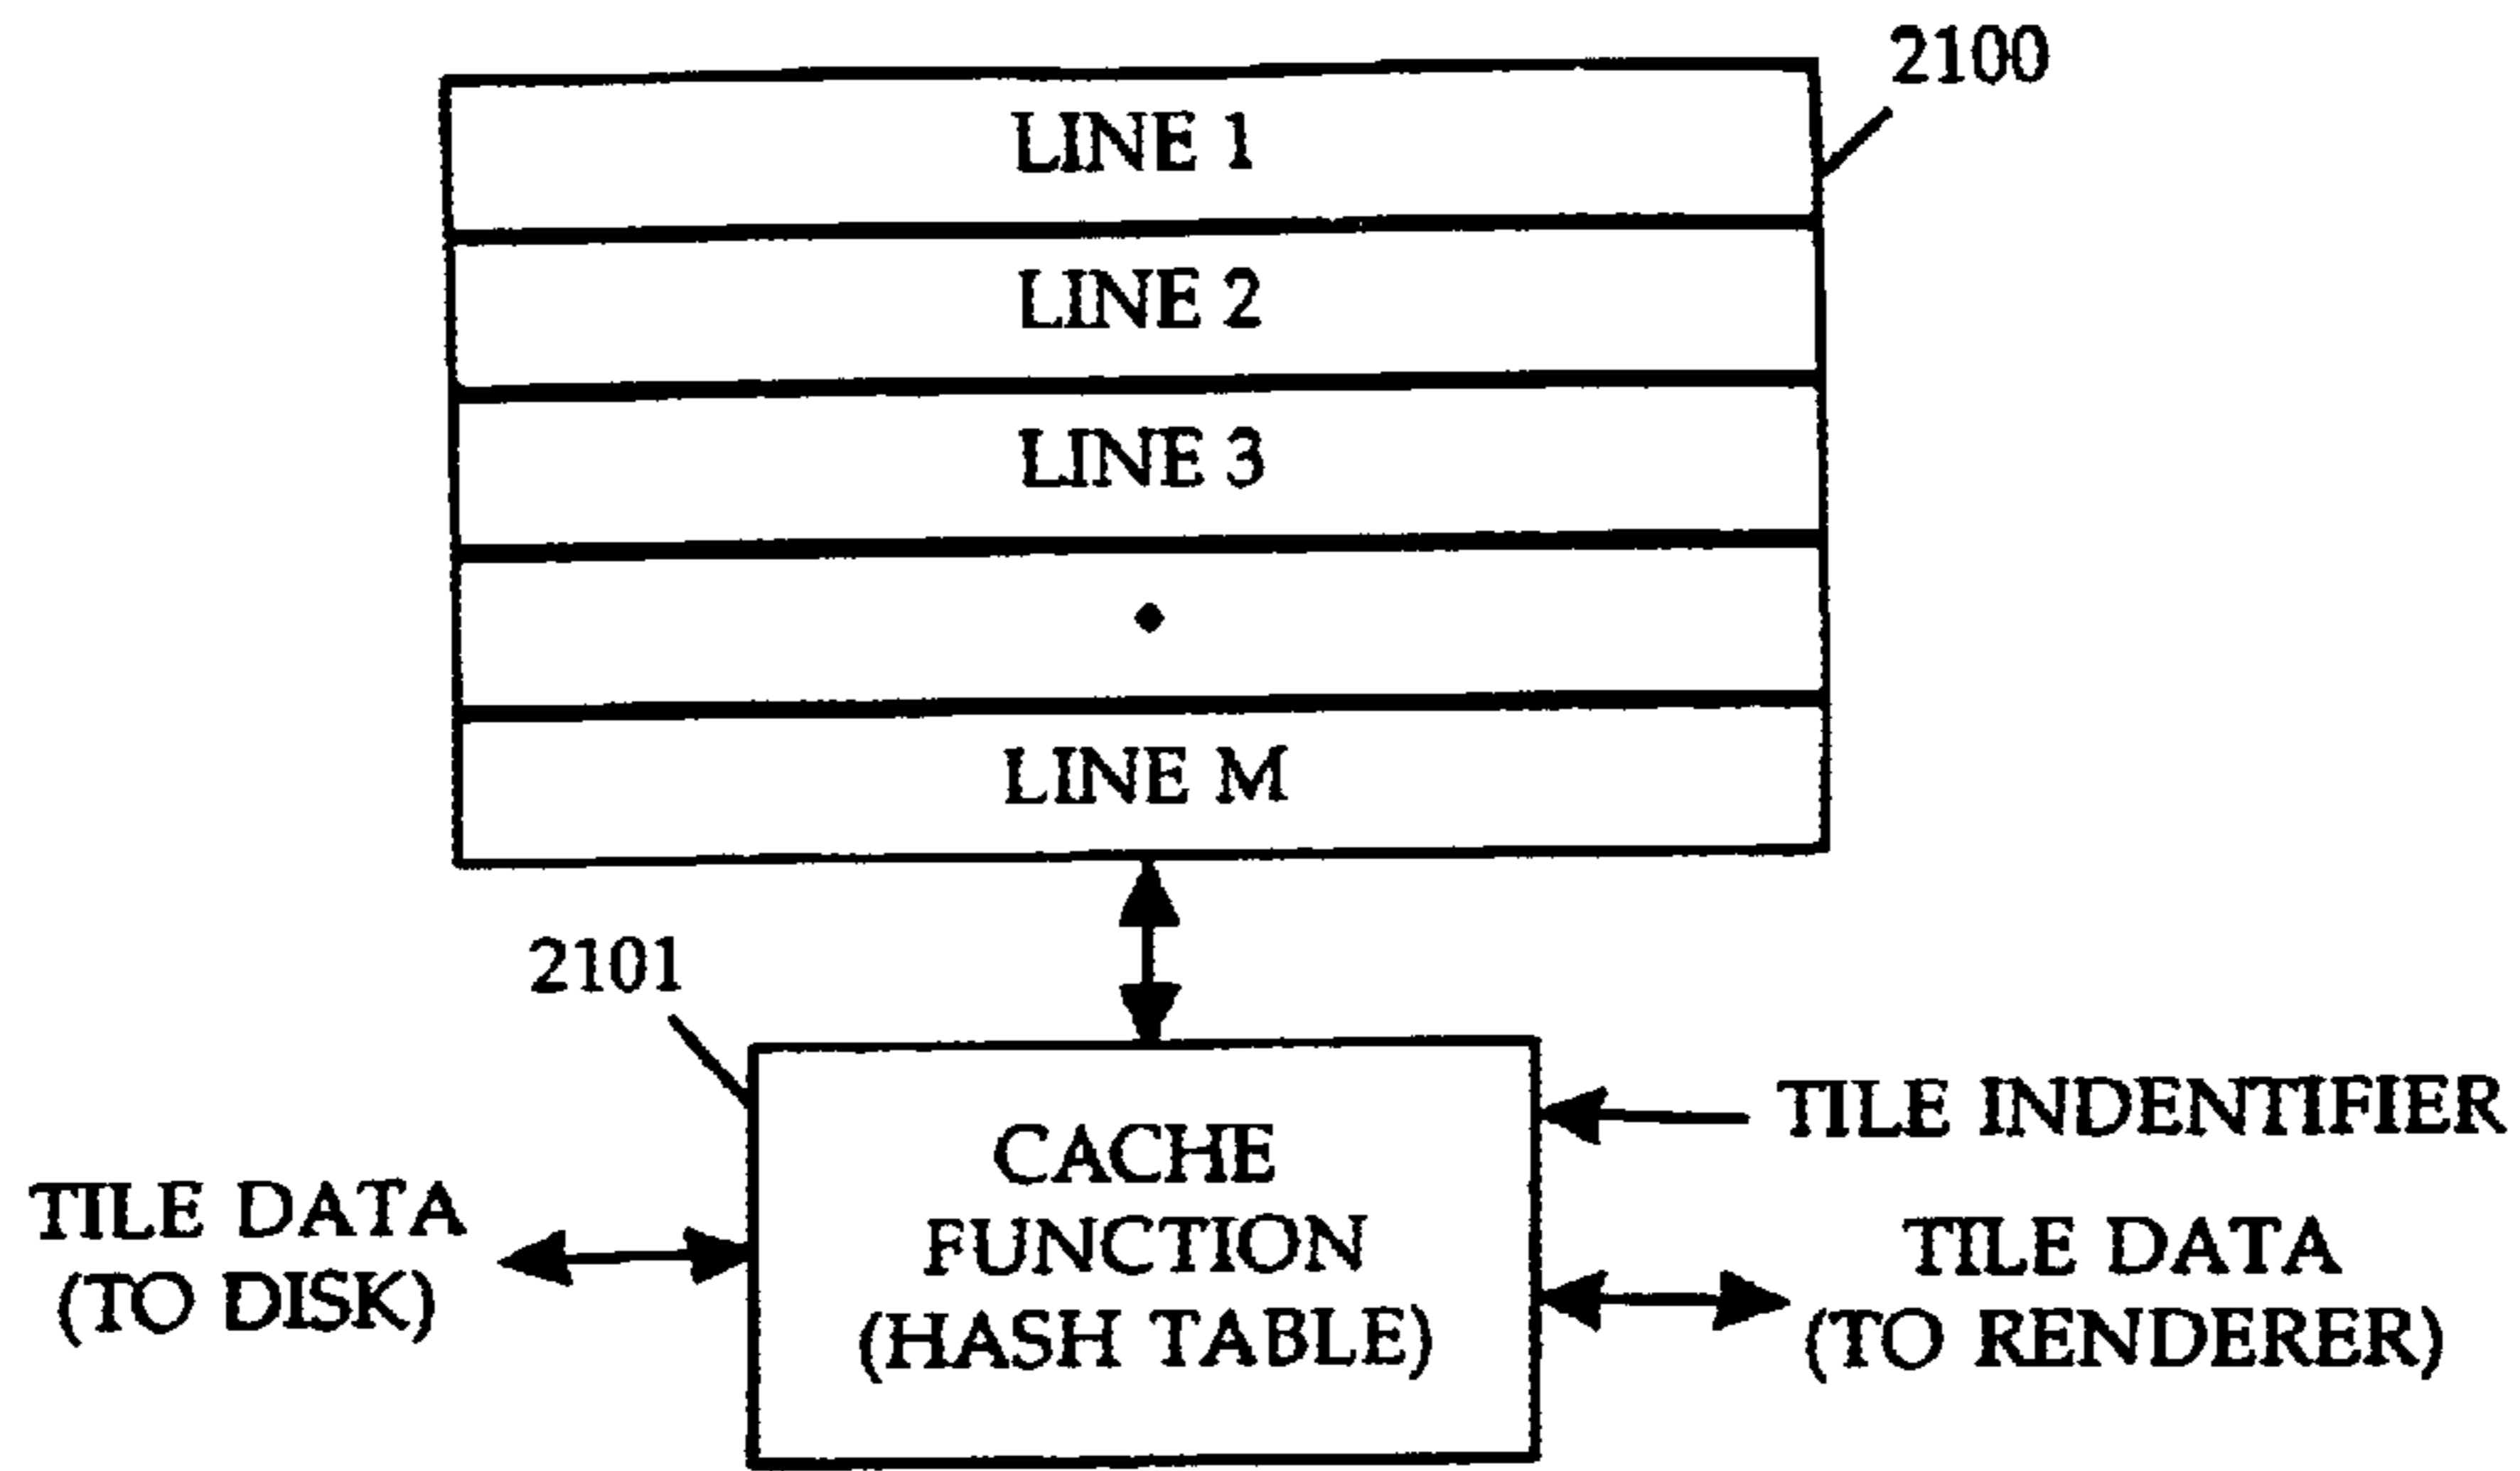 2100
LINE 1
LINE 2
LINE 3
LINE M
2101
CACHE
FUNCTION
(HASH TABLE)
TILE DATA
(TO DISK)
TILE INDENTIFIER
TILE DATA
(TO RENDERER)